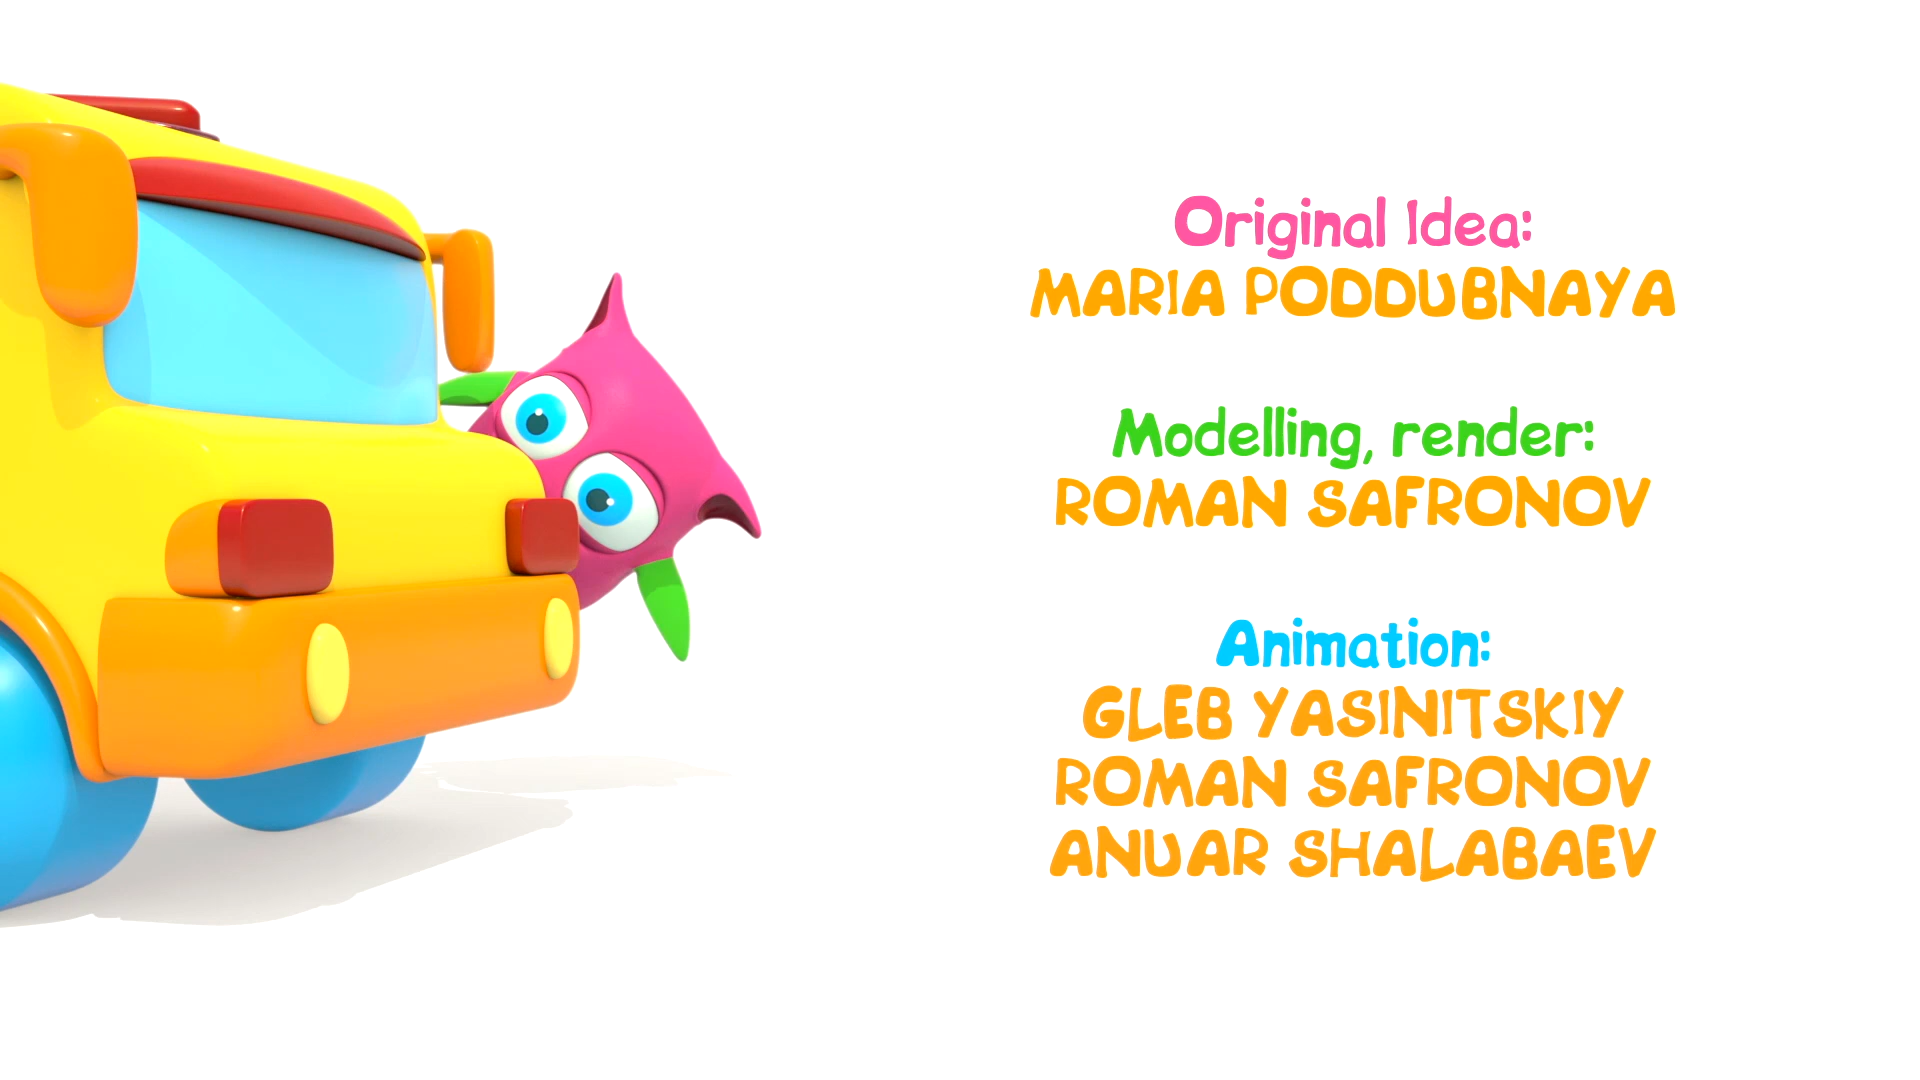 Original Idea:
MARIA PODDUBNAYA
Modelling, render:
ROMAN SAFRONOV
Animation:
GLEB YASINITSKIY
ROMAN SAFRONOV
ANUAR SHALABAEV